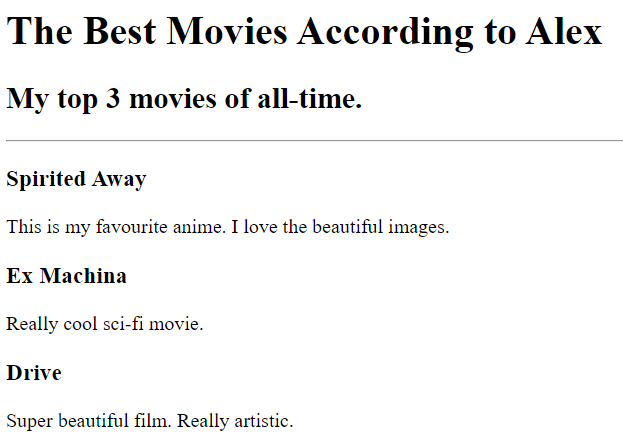 The Best Movies According to Alex
My top 3 movies of all-time.
Spirited Away
This is my favourite anime. I love the beautiful images.
Ex Machina
Really cool sci-fi movie.
Drive
Super beautiful film. Really artistic.